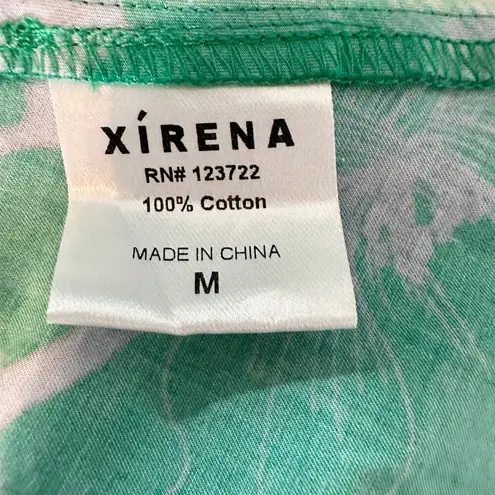 XíRENA
RN# 123722
100% Cotton
MADE IN CHINA
M